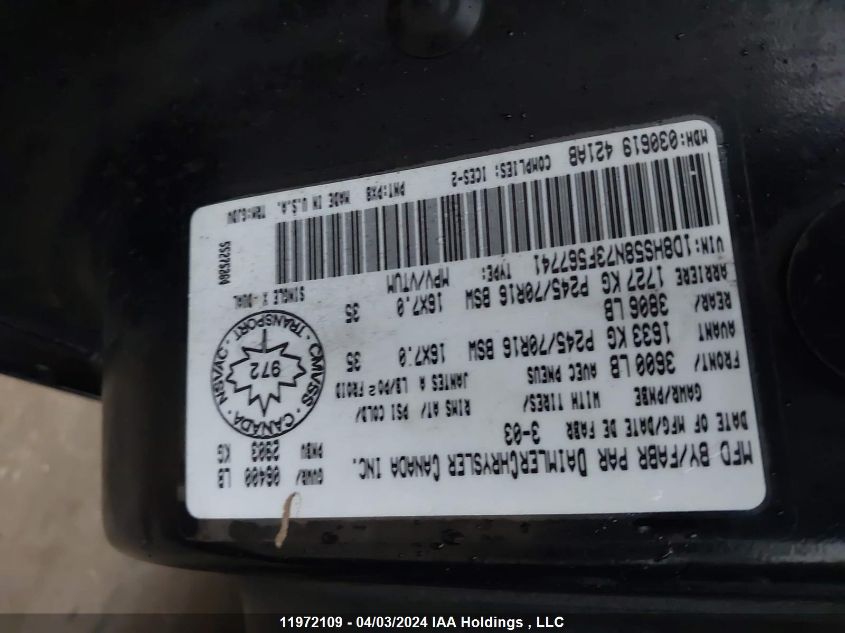 MFD BY/FABR PAR DAIMLERCHRYSLER CANADA INC.
DATE OF MFG/DATE DE FABR 3-03
GVWR/ PNBV
06400 LB
2903 KG
GAWR/PNBE WITH TIRES/ AVEC PNEUS RIMS AT/ JANTES A PSI COLD/ LB/PO² FROID
FRONT/ AVANT 3600 LB 1633 KG P245/70R16 BSW 16X7.0 35
REAR/ ARRIERE 3806 LB 1727 KG P245/70R16 BSW 16X7.0 35
CANADA TRANSPORT
NSVAC CMVSS
972
SINGLE X DUAL
VIN: 1D8HS58N73F567741 TYPE: MPV/VTUM
MDH: 030619 421AB COMPLIES: ICES-2 PNT: PXB MADE IN U.S.A.
11972109 - 04/03/2024 IAA Holdings , LLC